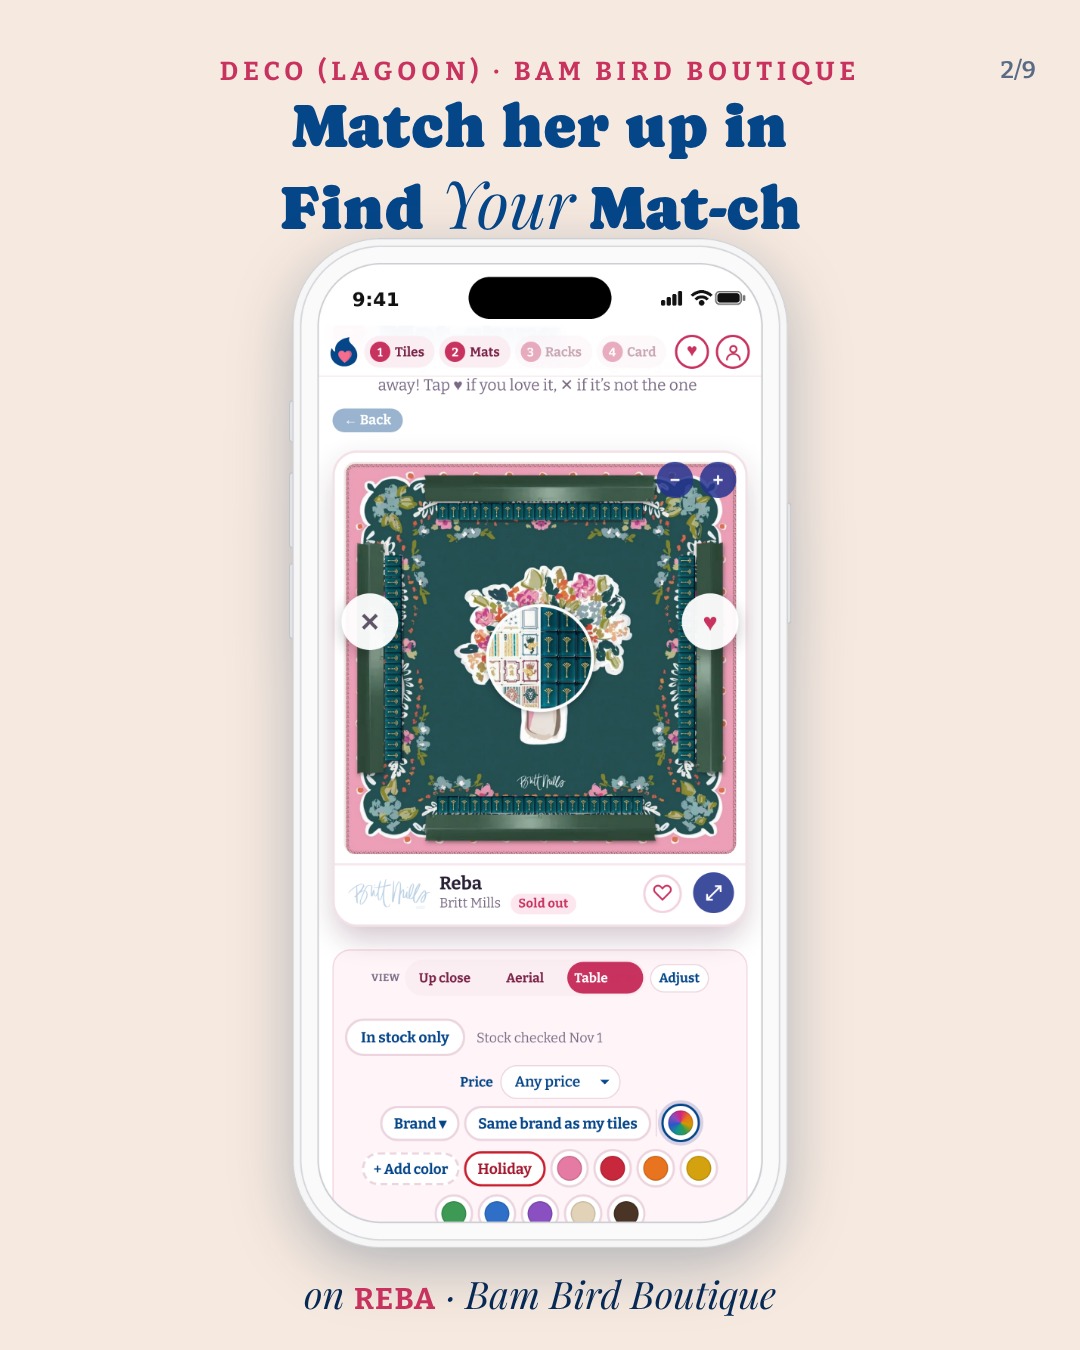 DECO (LAGOON) · BAM BIRD BOUTIQUE
2/9
Match her up in
Find Your Mat-ch
9:41
1 Tiles 2 Mats 3 Racks 4 Card
away! Tap ♥ if you love it, ✕ if it's not the one
← Back
Britt Mills
Britt Mills
Reba
Britt Mills Sold out
VIEW Up close Aerial Table Adjust
In stock only Stock checked Nov 1
Price Any price
Brand ▾ Same brand as my tiles
+ Add color Holiday
on REBA · Bam Bird Boutique